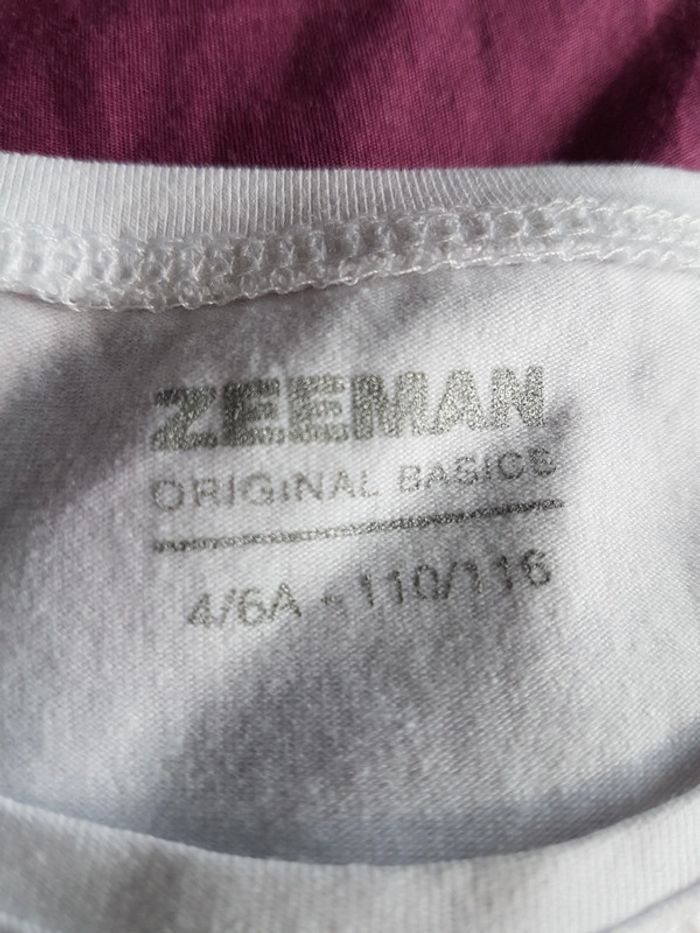 ZEEMAN
ORIGINAL BASICS
4/6A - 110/116